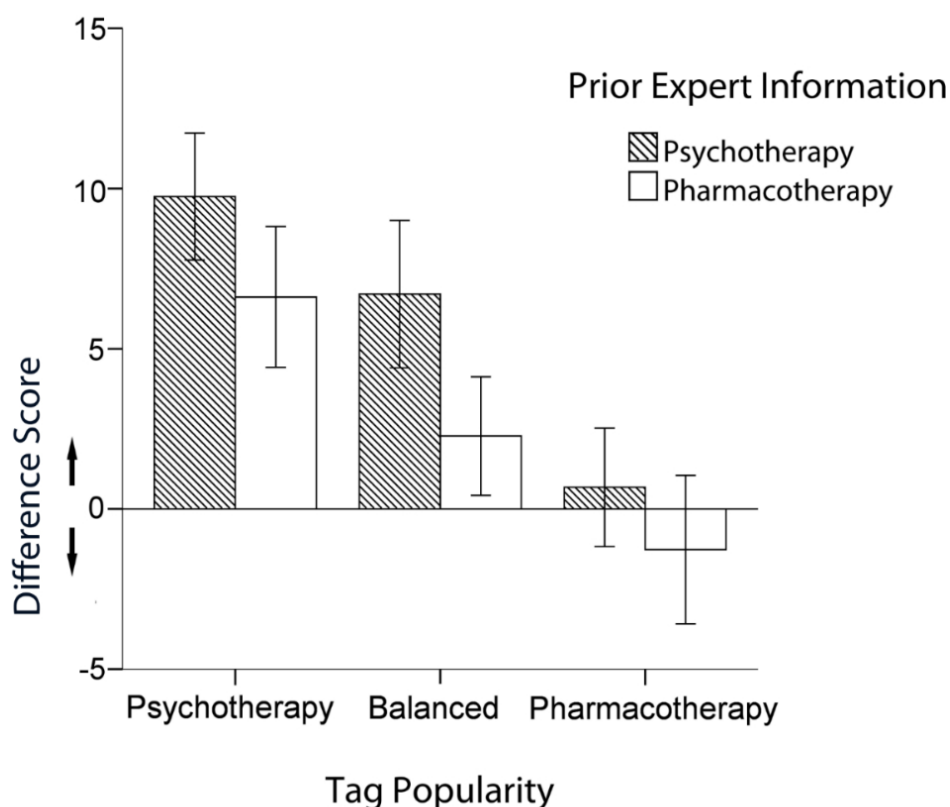 15
10
5
0
-5
Difference Score
Prior Expert Information
Psychotherapy
Pharmacotherapy
Psychotherapy Balanced Pharmacotherapy
Tag Popularity